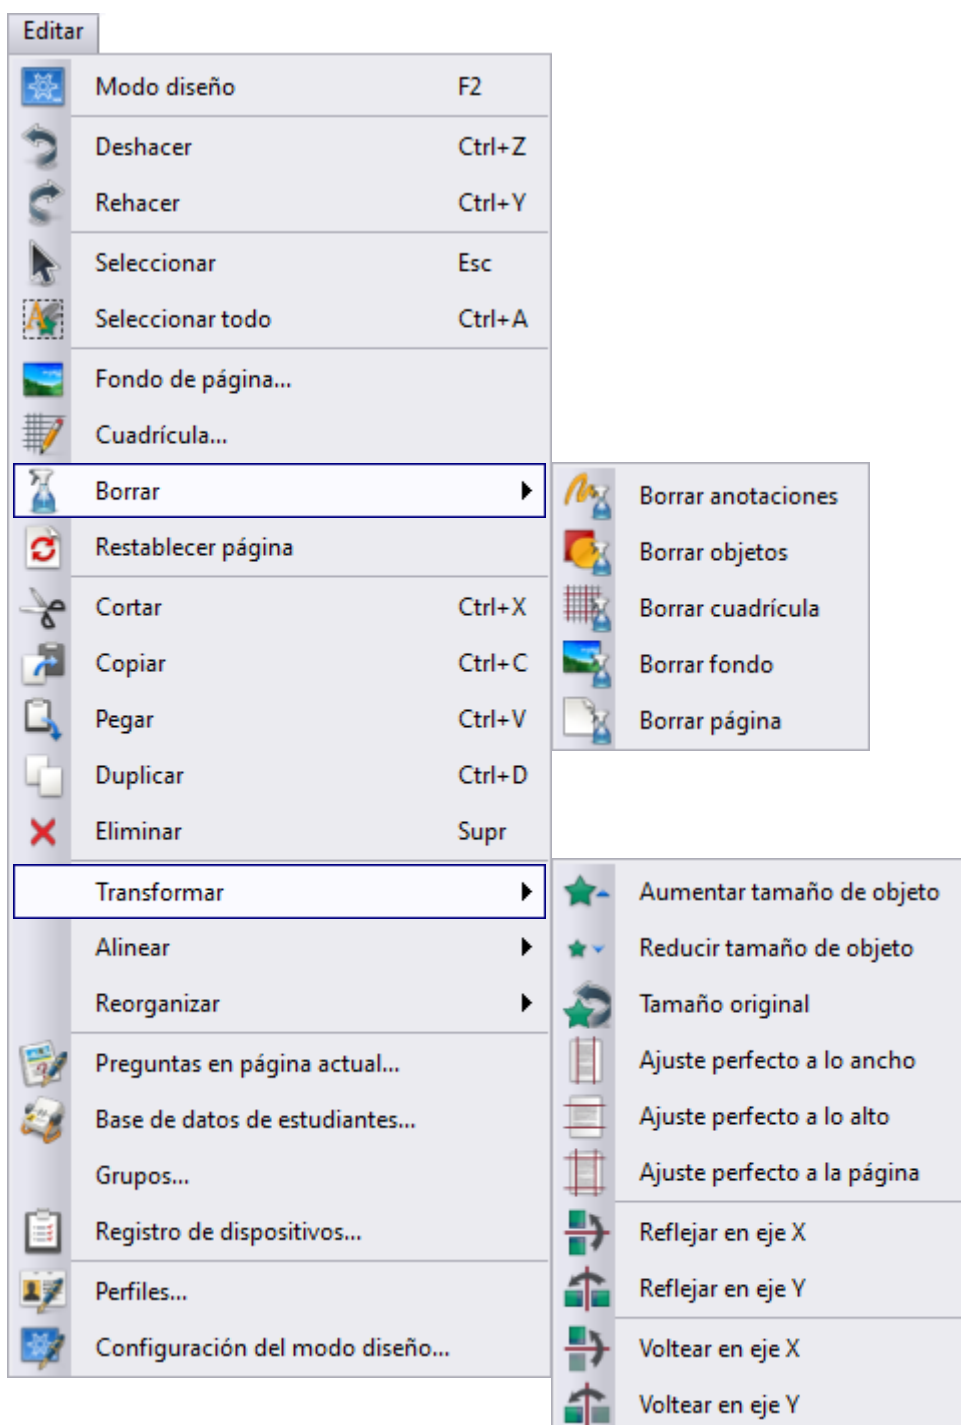 Editar
Modo diseño F2
Deshacer Ctrl+Z
Rehacer Ctrl+Y
Seleccionar Esc
Seleccionar todo Ctrl+A
Fondo de página...
Cuadrícula...
Borrar
Restablecer página
Cortar Ctrl+X
Copiar Ctrl+C
Pegar Ctrl+V
Duplicar Ctrl+D
Eliminar Supr
Transformar
Alinear
Reorganizar
Preguntas en página actual...
Base de datos de estudiantes...
Grupos...
Registro de dispositivos...
Perfiles...
Configuración del modo diseño...
Borrar anotaciones
Borrar objetos
Borrar cuadrícula
Borrar fondo
Borrar página
Aumentar tamaño de objeto
Reducir tamaño de objeto
Tamaño original
Ajuste perfecto a lo ancho
Ajuste perfecto a lo alto
Ajuste perfecto a la página
Reflejar en eje X
Reflejar en eje Y
Voltear en eje X
Voltear en eje Y